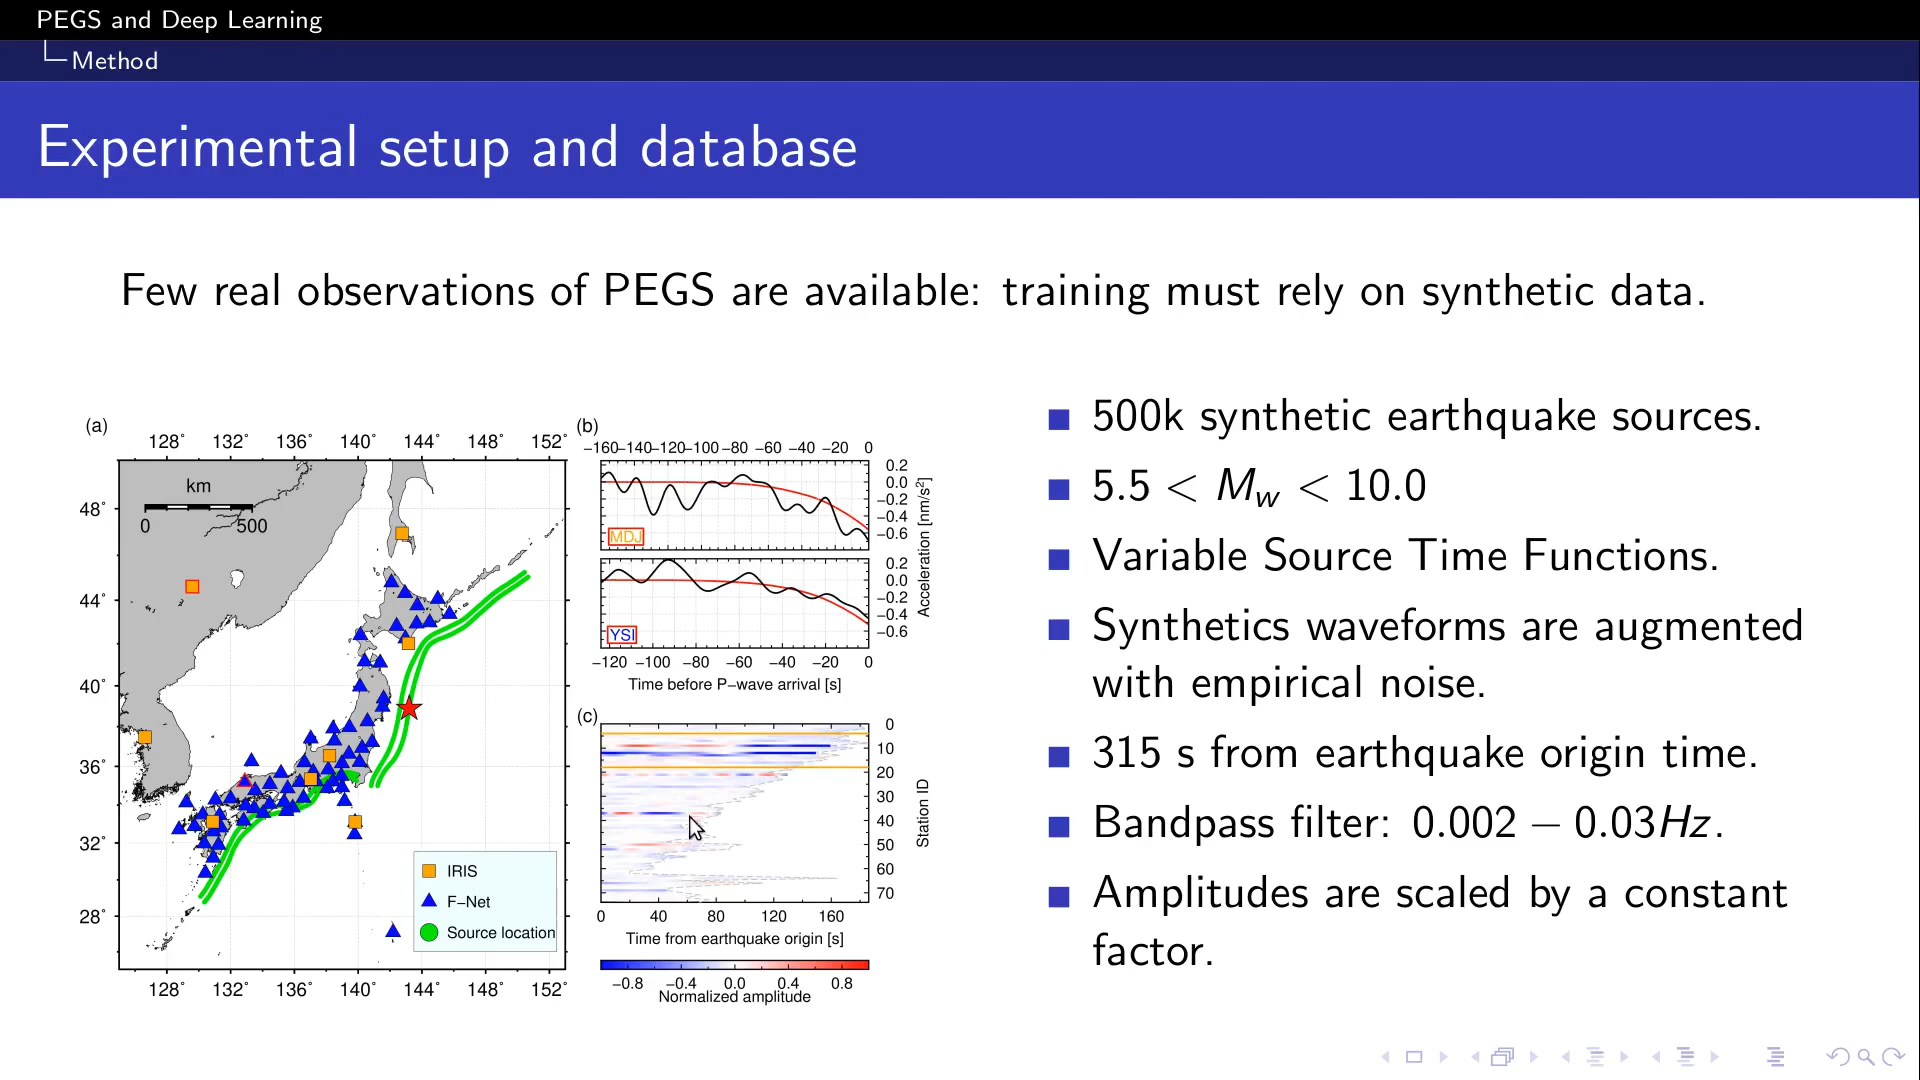 PEGS and Deep Learning
Method
Experimental setup and database
Few real observations of PEGS are available: training must rely on synthetic data.
(a)
128˚ 132˚ 136˚ 140˚ 144˚ 148˚ 152˚
km
0 500
48˚
44˚
40˚
36˚
32˚
28˚
IRIS
F−Net
Source location
128˚ 132˚ 136˚ 140˚ 144˚ 148˚ 152˚
(b)
−160 −140 −120 −100 −80 −60 −40 −20 0
0.2
0.0
−0.2
−0.4
−0.6
MDJ
0.2
0.0
−0.2
−0.4
−0.6
YSI
Acceleration [nm/s²]
−120 −100 −80 −60 −40 −20 0
Time before P−wave arrival [s]
(c)
0
10
20
30
40
50
60
70
Station ID
0 40 80 120 160
Time from earthquake origin [s]
−0.8 −0.4 0.0 0.4 0.8
Normalized amplitude
500k synthetic earthquake sources.
5.5 < Mw < 10.0
Variable Source Time Functions.
Synthetics waveforms are augmented
with empirical noise.
315 s from earthquake origin time.
Bandpass filter: 0.002 − 0.03Hz.
Amplitudes are scaled by a constant
factor.